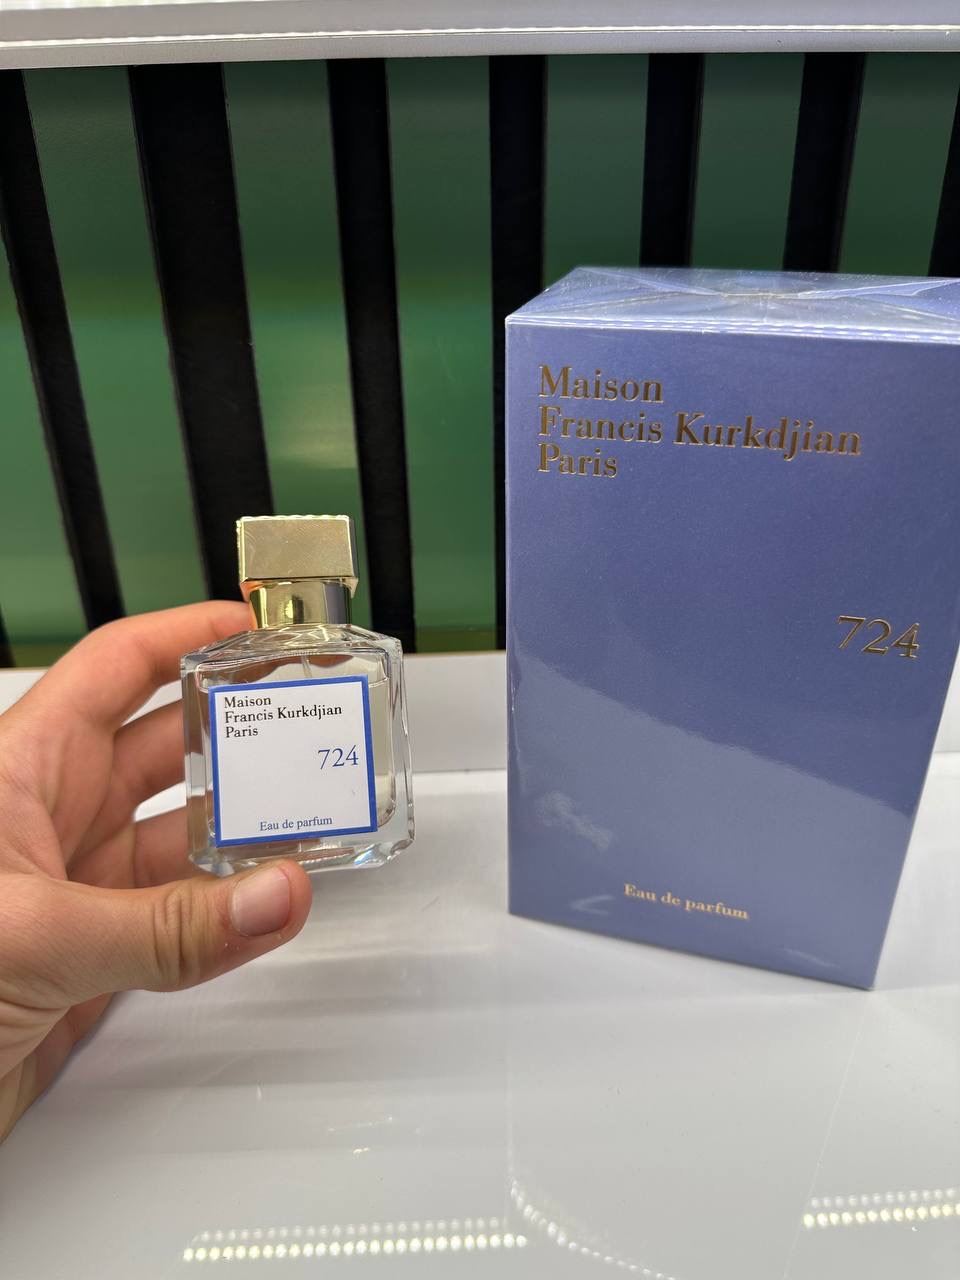 Maison
Francis Kurkdjian
Paris
724
Eau de parfum
Maison
Francis Kurkdjian
Paris
724
Eau de parfum